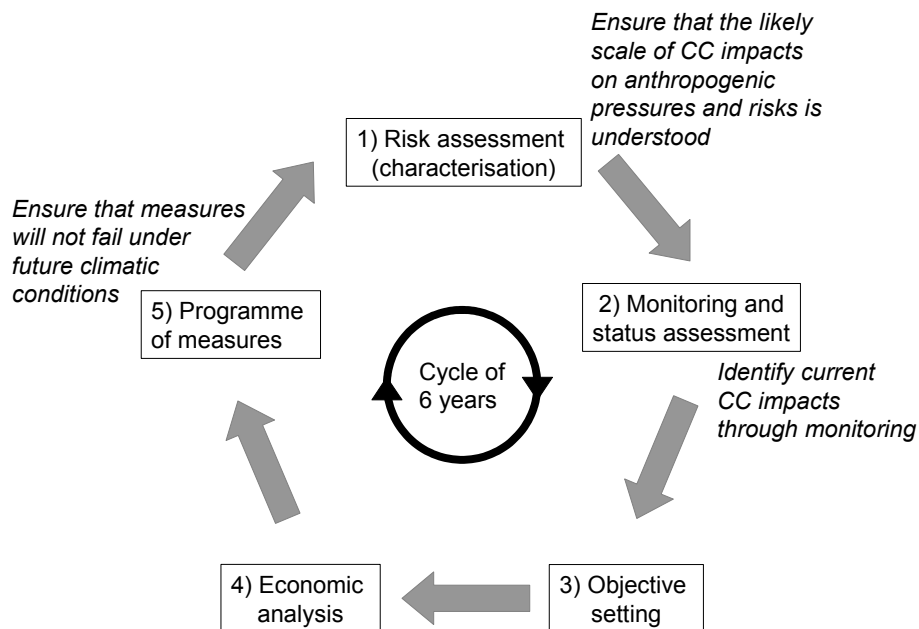 Ensure that the likely
scale of CC impacts
on anthropogenic
pressures and risks is
understood
1) Risk assessment
(characterisation)
Ensure that measures
will not fail under
future climatic
conditions
5) Programme
of measures
2) Monitoring and
status assessment
Cycle of
6 years
Identify current
CC impacts
through monitoring
4) Economic
analysis
3) Objective
setting